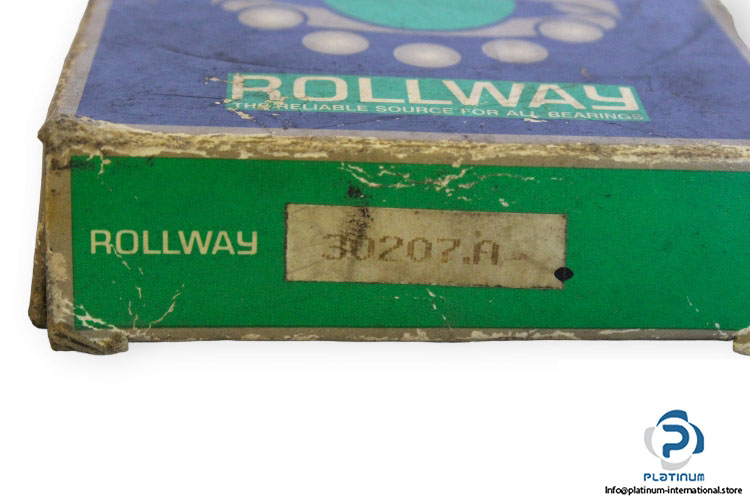 ROLLWAY
THE RELIABLE SOURCE FOR ALL BEARINGS
ROLLWAY
30207.A
PLATINUM
Info@platinum-international.store